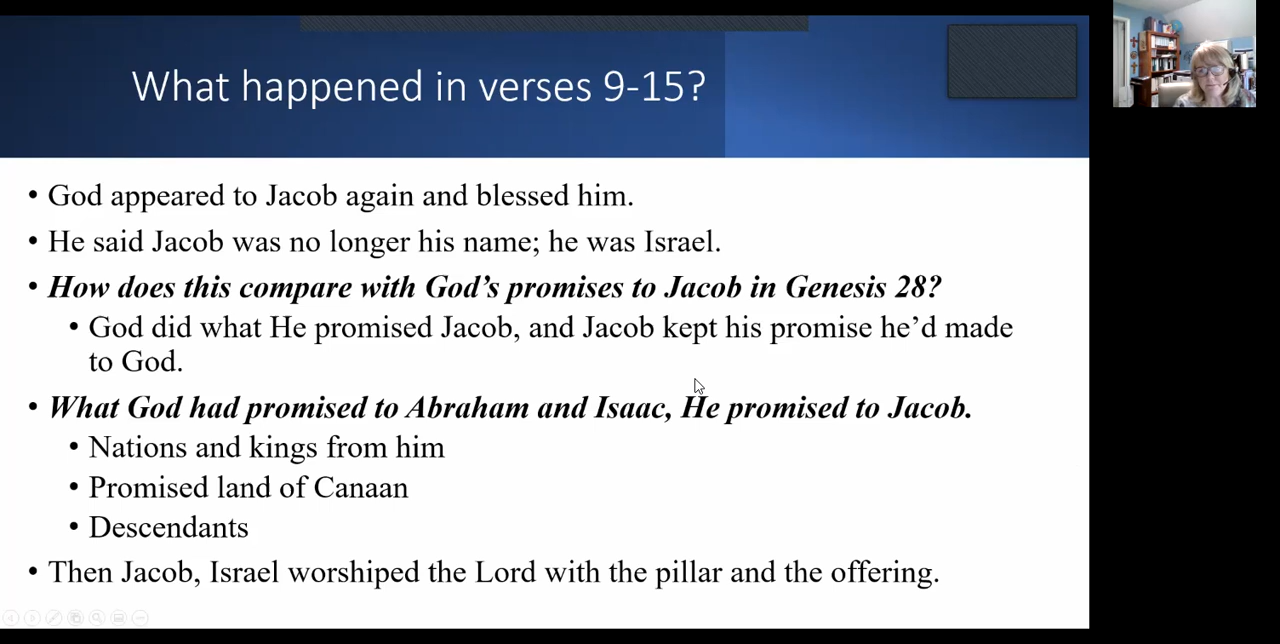 What happened in verses 9-15?
• God appeared to Jacob again and blessed him.
• He said Jacob was no longer his name; he was Israel.
• How does this compare with God’s promises to Jacob in Genesis 28?
• God did what He promised Jacob, and Jacob kept his promise he’d made
to God.
• What God had promised to Abraham and Isaac, He promised to Jacob.
• Nations and kings from him
• Promised land of Canaan
• Descendants
• Then Jacob, Israel worshiped the Lord with the pillar and the offering.